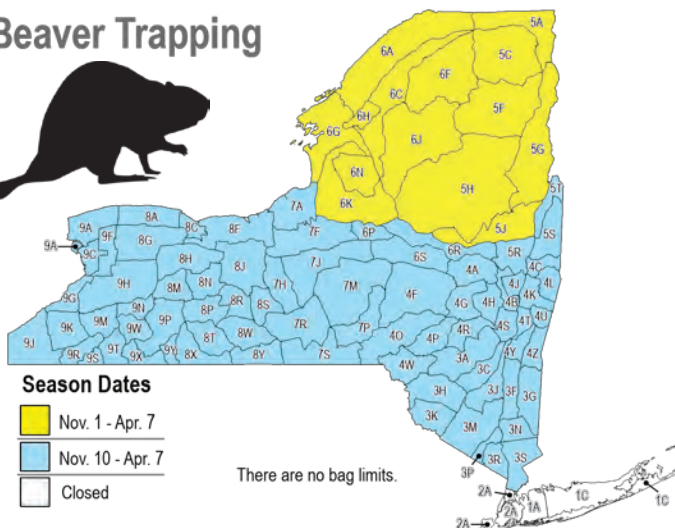 Beaver Trapping
5A
6A
5C
6F
6C
5F
6H
6G
6J
5G
6N
5H
5T
6K
7A
5J
8A
9A
8C
8F
7F
6P
5S
9F
8G
9A
6R
5R
9C
6S
8H
7J
4A
4C
8J
9H
8N
7H
7M
4J
4L
8M
4F
4K
9G
8R
8S
4G
4H
4B
9N
8P
4U
9K
9M
9P
7R
4T
9W
7P
4R
4S
8W
4O
4P
8T
9J
9T
9Y
4Y
4Z
9R
9S
9X
8X
8Y
7S
3A
4W
3C
Season Dates
3H
3J
3F
3G
Nov. 1 - Apr. 7
3K
3M
3N
Nov. 10 - Apr. 7
3R
3S
There are no bag limits.
3P
Closed
2A
1C
1C
1A
2A
2A